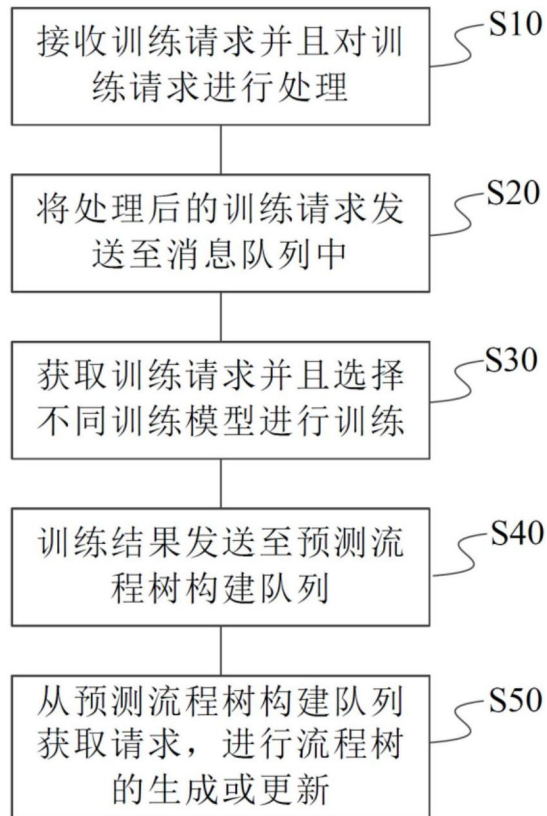 接收训练请求并且对训
练请求进行处理
S10
将处理后的训练请求发
送至消息队列中
S20
获取训练请求并且选择
不同训练模型进行训练
S30
训练结果发送至预测流
程树构建队列
S40
从预测流程树构建队列
获取请求，进行流程树
的生成或更新
S50